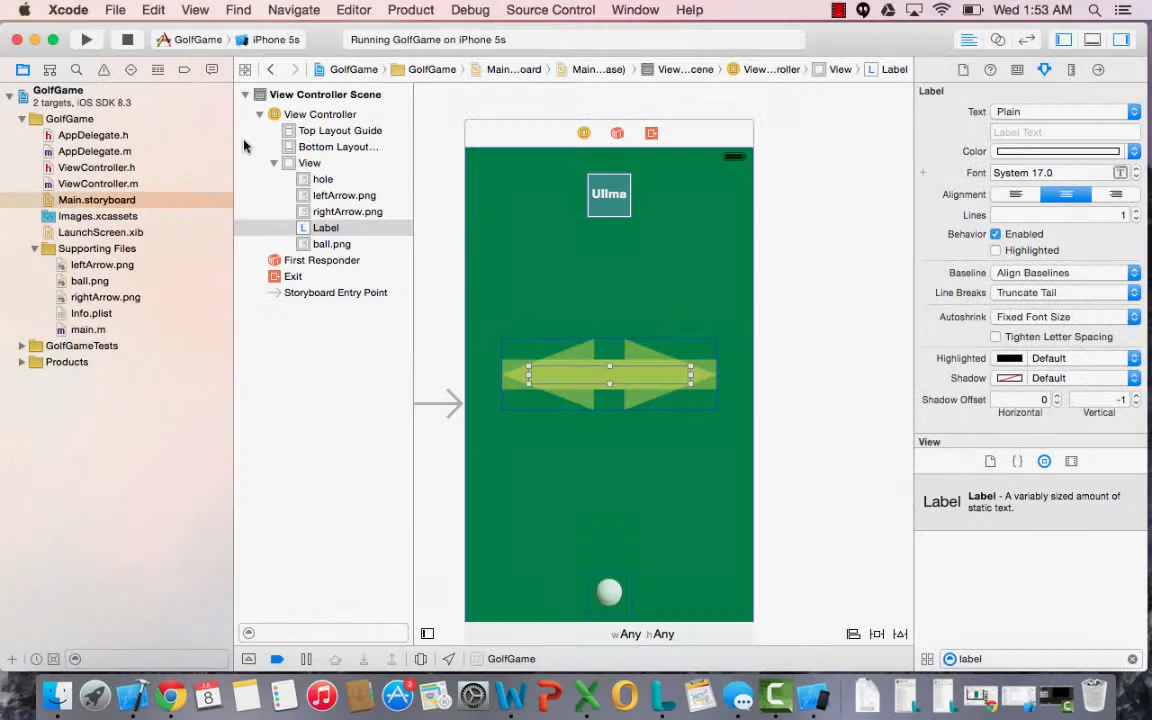 Xcode File Edit View Find Navigate Editor Product Debug Source Control Window Help Wed 1:53 AM
GolfGame iPhone 5s Running GolfGame on iPhone 5s
GolfGame GolfGame Main...oard Main...ase) View...cene View...roller View L Label
GolfGame
2 targets, iOS SDK 8.3
GolfGame
h AppDelegate.h
m AppDelegate.m
h ViewController.h
m ViewController.m
Main.storyboard
Images.xcassets
LaunchScreen.xib
Supporting Files
leftArrow.png
ball.png
rightArrow.png
Info.plist
m main.m
GolfGameTests
Products
View Controller Scene
View Controller
Top Layout Guide
Bottom Layout...
View
hole
leftArrow.png
rightArrow.png
L Label
ball.png
First Responder
Exit
Storyboard Entry Point
UIIma
wAny hAny
GolfGame
Label
Text Plain
Label Text
Color
Font System 17.0 T
Alignment
Lines 1
Behavior Enabled
Highlighted
Baseline Align Baselines
Line Breaks Truncate Tail
Autoshrink Fixed Font Size
Tighten Letter Spacing
Highlighted Default
Shadow Default
Shadow Offset 0 -1
Horizontal Vertical
View
{ }
Label Label - A variably sized amount of
static text.
label
JUL
8
3